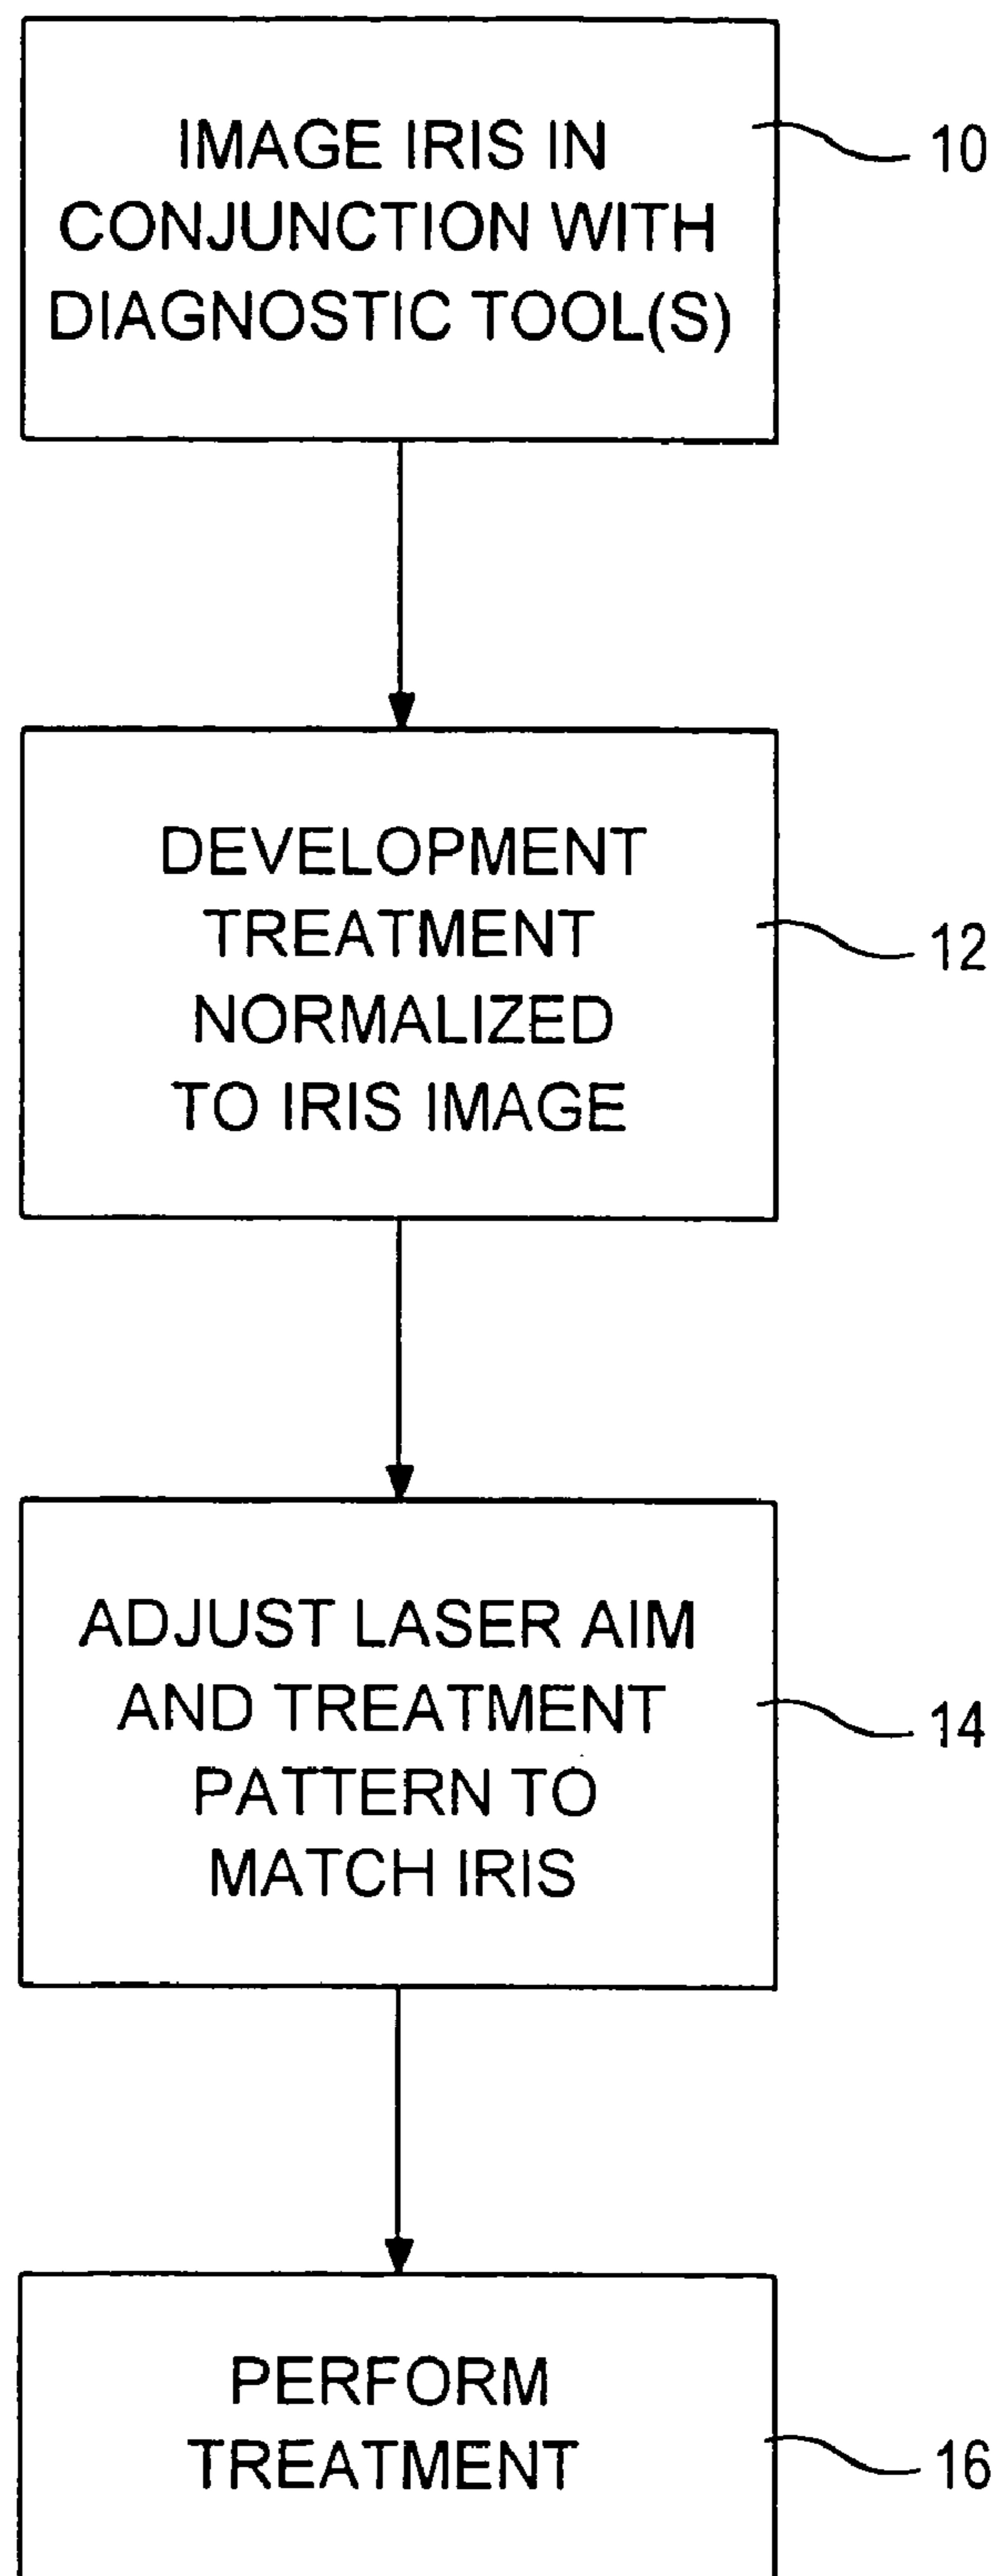 IMAGE IRIS IN
CONJUNCTION WITH
DIAGNOSTIC TOOL(S)
10
DEVELOPMENT
TREATMENT
NORMALIZED
TO IRIS IMAGE
12
ADJUST LASER AIM
AND TREATMENT
PATTERN TO
MATCH IRIS
14
PERFORM
TREATMENT
16